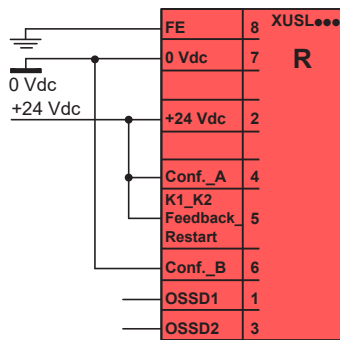 FE 8 XUSL●●●
0 Vdc 7 R
0 Vdc
+24 Vdc
+24 Vdc 2
Conf._A 4
K1_K2
Feedback_ 5
Restart
Conf._B 6
OSSD1 1
OSSD2 3